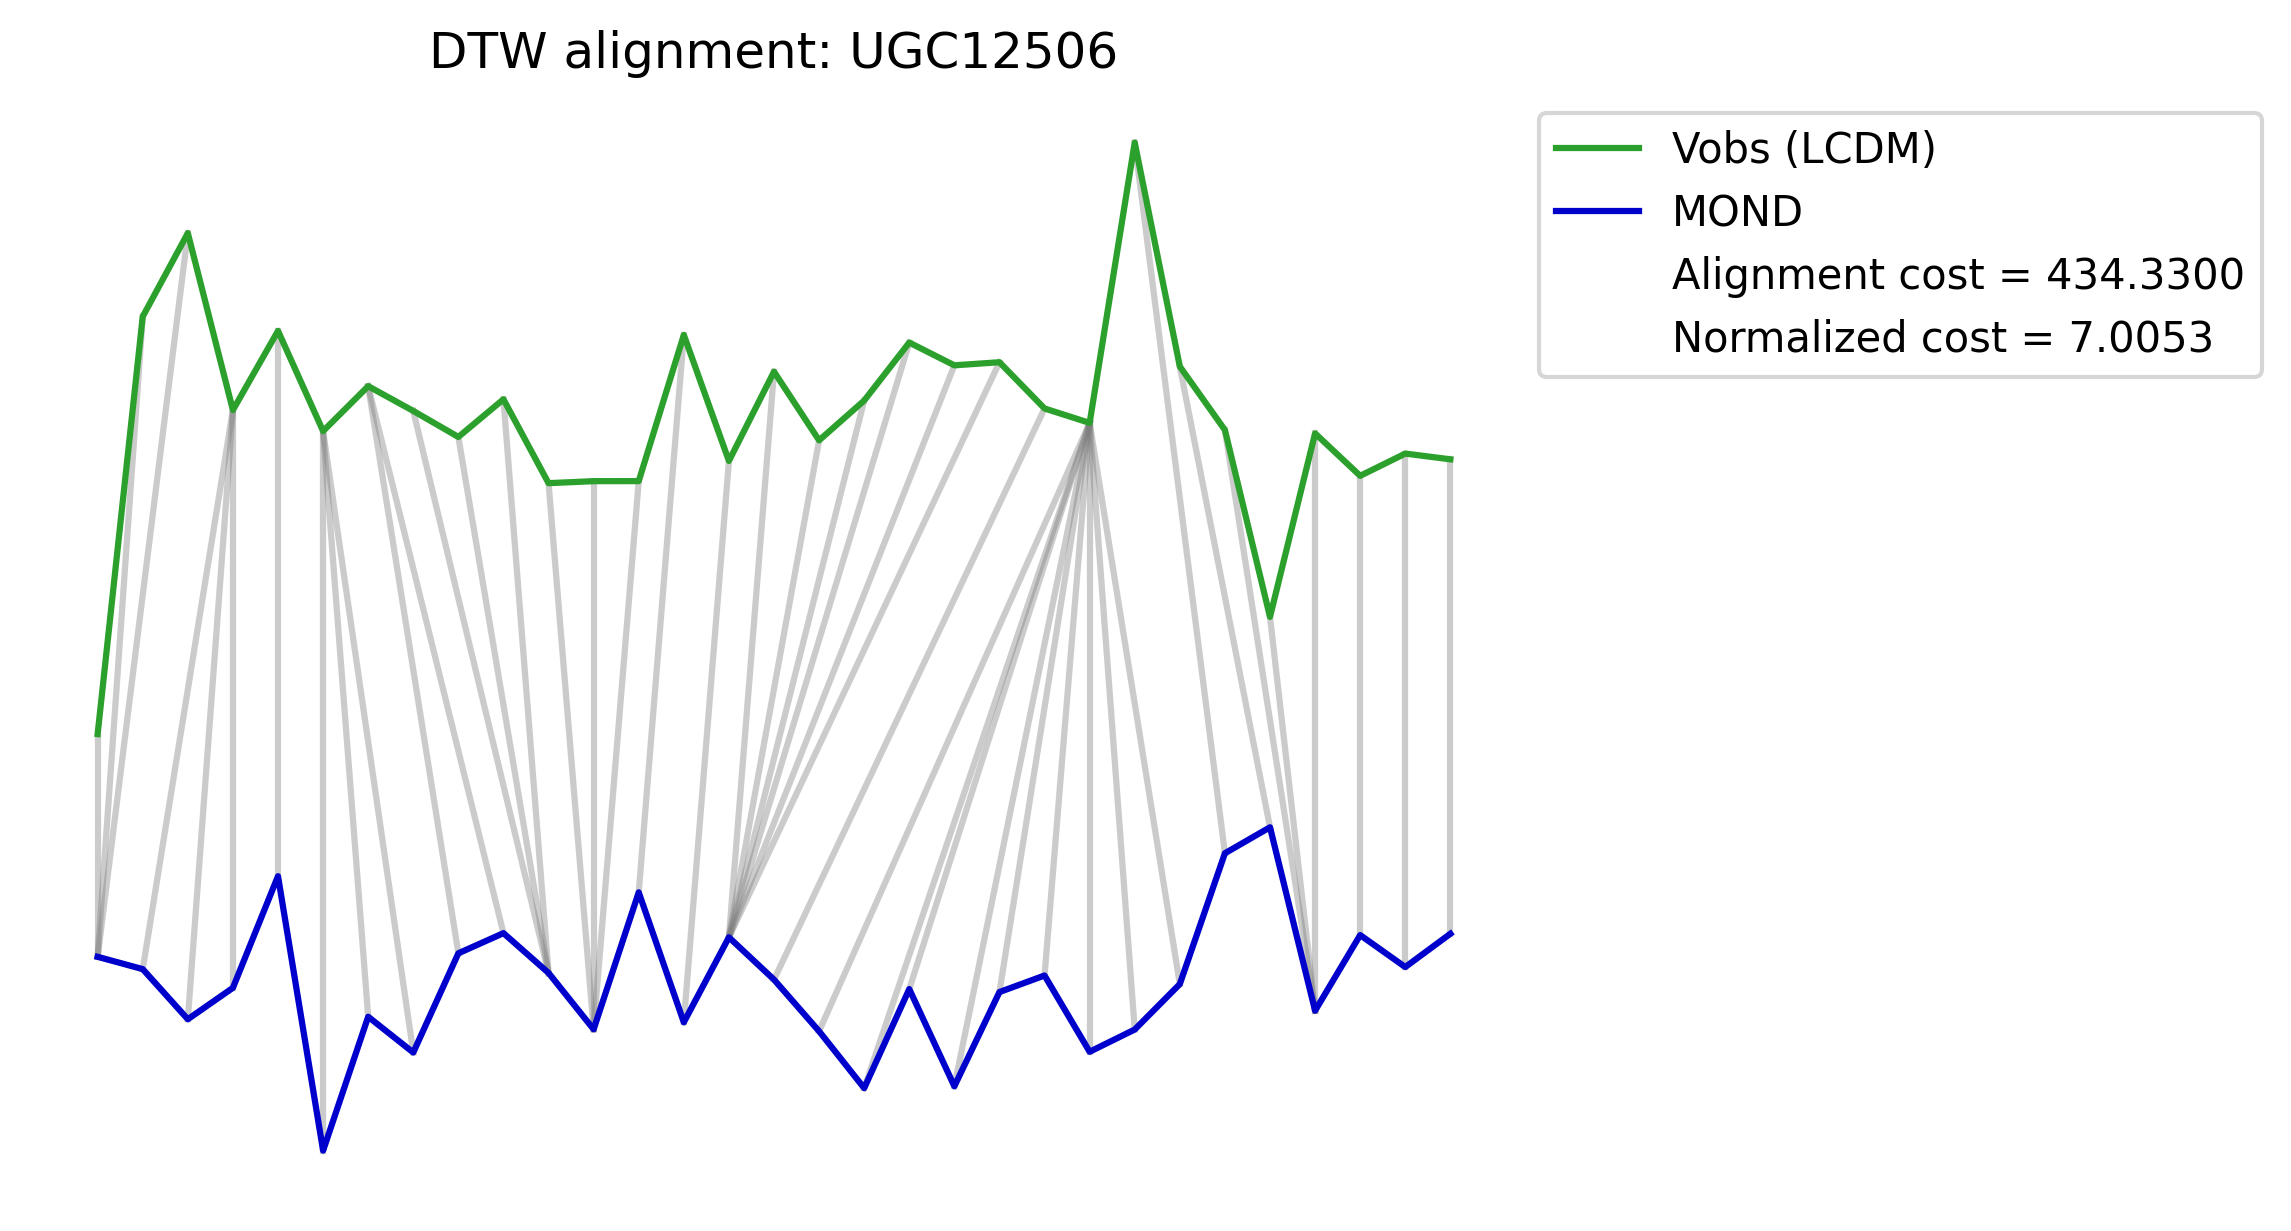 DTW alignment: UGC12506
Vobs (LCDM)
MOND
Alignment cost = 434.3300
Normalized cost = 7.0053